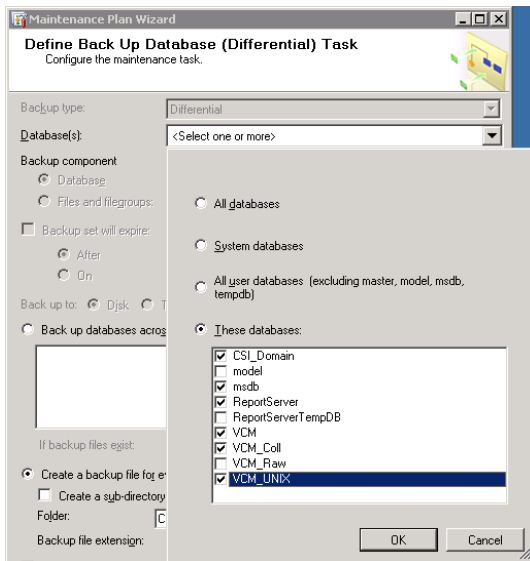 Maintenance Plan Wizard
Define Back Up Database (Differential) Task
Configure the maintenance task.
Backup type:
Differential
Database(s):
<Select one or more>
Backup component
Database
Files and filegroups:
Backup set will expire:
After
On
Back up to:
Disk
T
Back up databases acros
If backup files exist:
Create a backup file for ev
Create a sub-directory
Folder:
C
Backup file extension:
All databases
System databases
All user databases (excluding master, model, msdb,
tempdb)
These databases:
CSI_Domain
model
msdb
ReportServer
ReportServerTempDB
VCM
VCM_Coll
VCM_Raw
VCM_UNIX
OK
Cancel